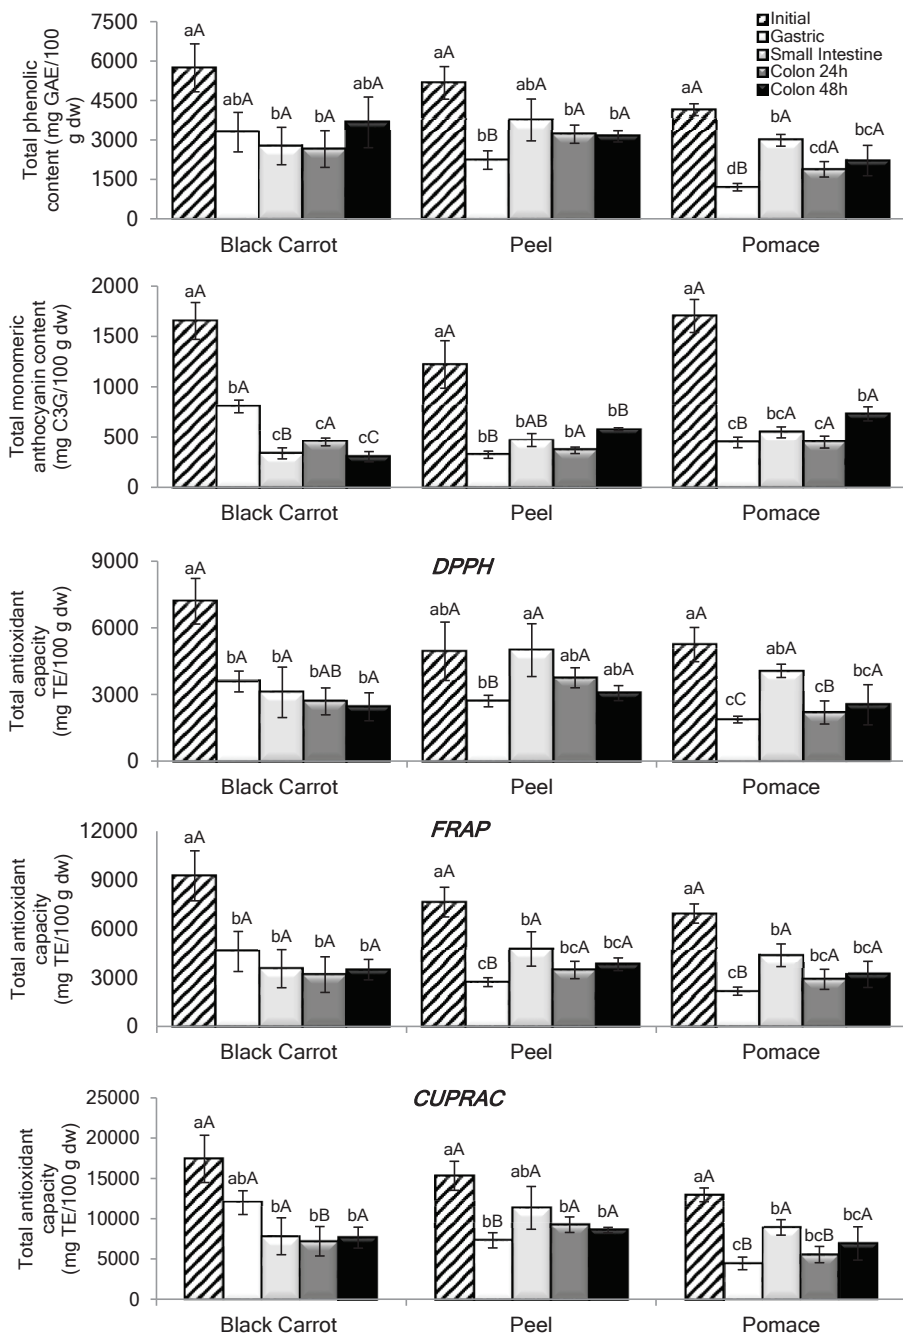 Initial
Gastric
Small Intestine
Colon 24h
Colon 48h
Total phenolic
content (mg GAE/100
g dw)
7500
6000
4500
3000
1500
0
aA abA bA bA abA
aA bB abA bA bA
aA dB bA cdA bcA
Black Carrot Peel Pomace
Total monomeric
anthocyanin content
(mg C3G/100 g dw)
2000
1500
1000
500
0
aA bA cB cA cC
aA bB bAB bA bB
aA cB bcA cA bA
Black Carrot Peel Pomace
DPPH
Total antioxidant
capacity
(mg TE/100 g dw)
9000
6000
3000
0
aA bA bA bAB bA
abA bB aA abA abA
aA cC abA cB bcA
Black Carrot Peel Pomace
FRAP
Total antioxidant
capacity
(mg TE/100 g dw)
12000
9000
6000
3000
0
aA bA bA bA bA
aA cB bA bcA bcA
aA cB bA bcA bcA
Black Carrot Peel Pomace
CUPRAC
Total antioxidant
capacity
(mg TE/100 g dw)
25000
20000
15000
10000
5000
0
aA abA bA bB bA
aA bB abA bA bA
aA cB bA bcB bcA
Black Carrot Peel Pomace